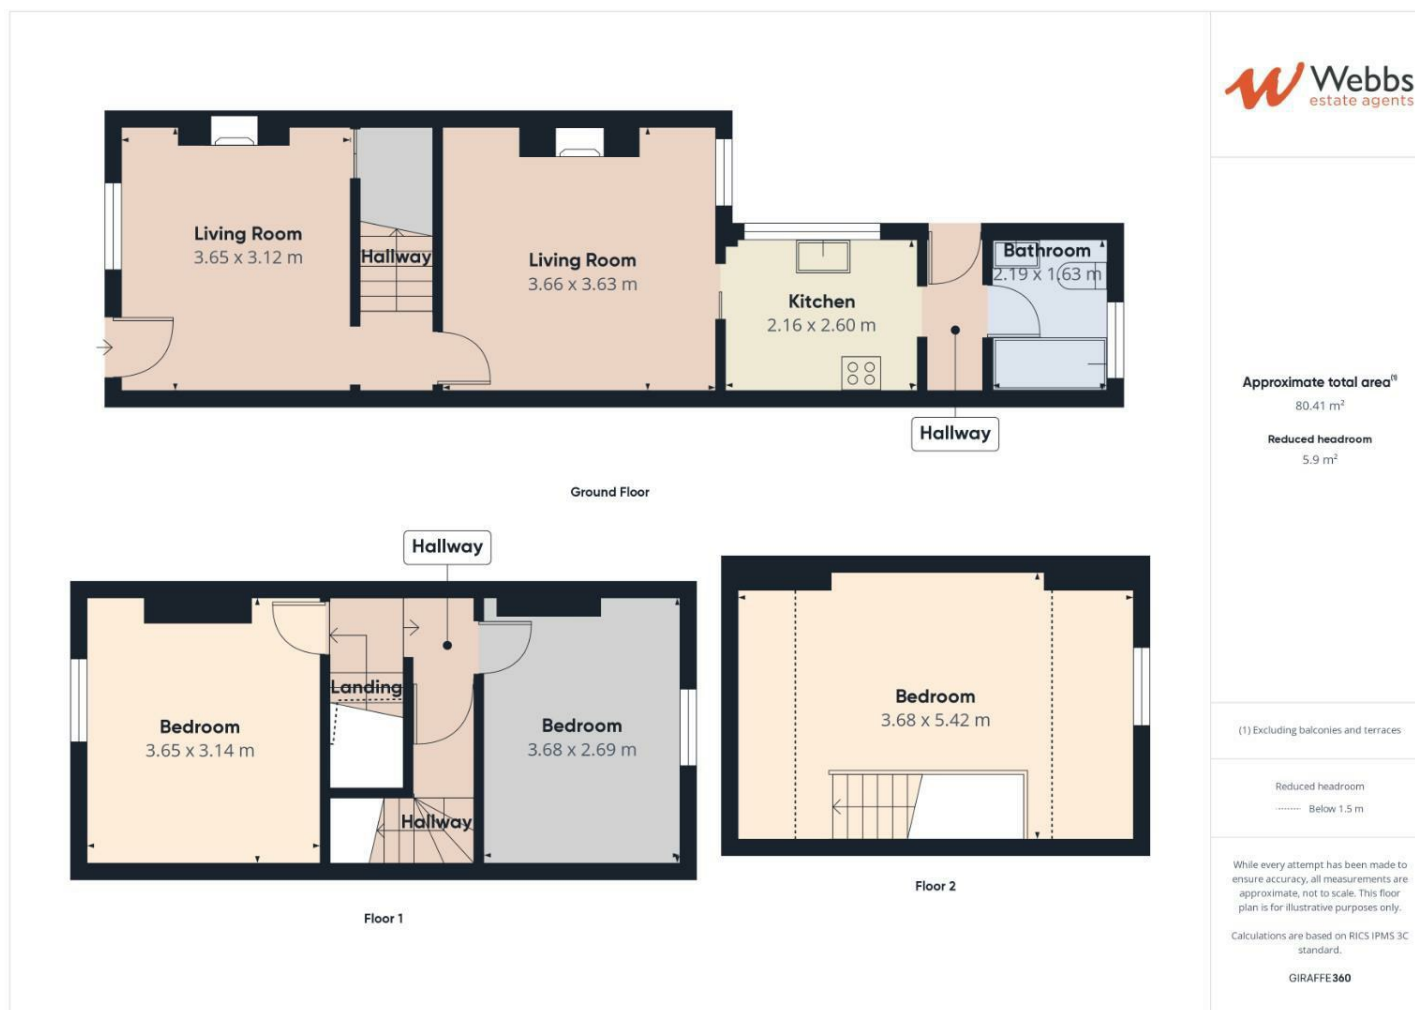 Webbs
estate agents
Living Room
3.65 x 3.12 m
Hallway
Living Room
3.66 x 3.63 m
Kitchen
2.16 x 2.60 m
Bathroom
2.19 x 1.63 m
Hallway
Ground Floor
Hallway
Bedroom
3.65 x 3.14 m
Landing
Hallway
Bedroom
3.68 x 2.69 m
Floor 1
Bedroom
3.68 x 5.42 m
Floor 2
Approximate total area(1)
80.41 m²
Reduced headroom
5.9 m²
(1) Excluding balconies and terraces
Reduced headroom
Below 1.5 m
While every attempt has been made to
ensure accuracy, all measurements are
approximate, not to scale. This floor
plan is for illustrative purposes only.
Calculations are based on RICS IPMS 3C
standard.
GIRAFFE360